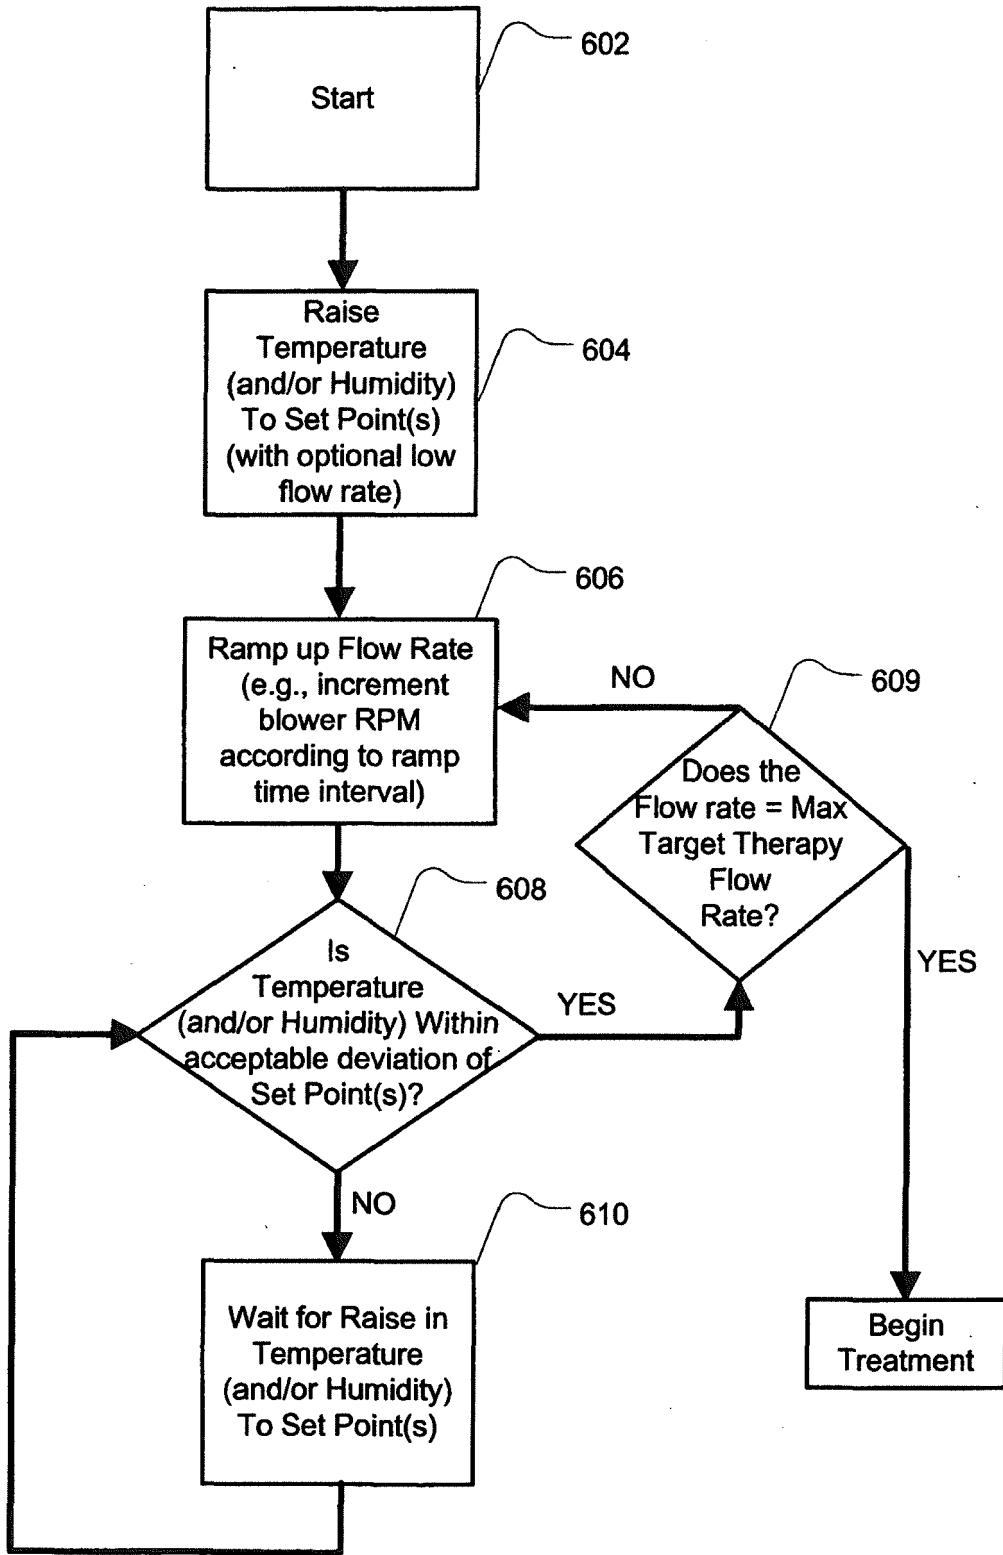 Start
602
Raise
Temperature
(and/or Humidity)
To Set Point(s)
(with optional low
flow rate)
604
Ramp up Flow Rate
(e.g., increment
blower RPM
according to ramp
time interval)
606
NO
609
Does the
Flow rate = Max
Target Therapy
Flow
Rate?
608
Is
Temperature
(and/or Humidity) Within
acceptable deviation of
Set Point(s)?
YES
YES
NO
610
Wait for Raise in
Temperature
(and/or Humidity)
To Set Point(s)
Begin
Treatment